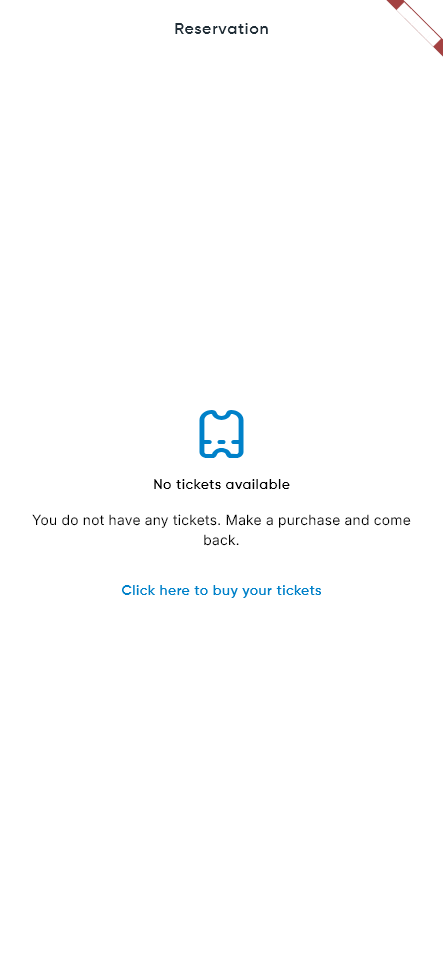 Reservation
No tickets available
You do not have any tickets. Make a purchase and come
back.
Click here to buy your tickets